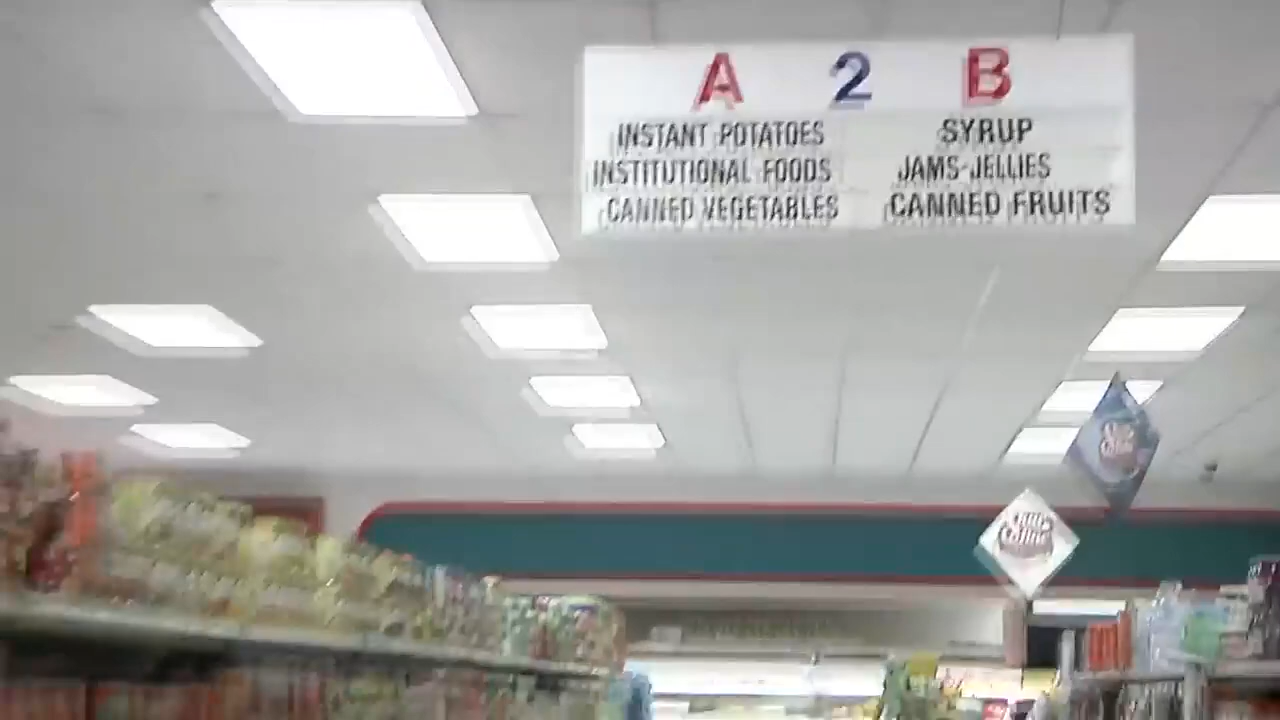 A 2 B
INSTANT POTATOES SYRUP
INSTITUTIONAL FOODS JAMS-JELLIES
CANNED VEGETABLES CANNED FRUITS